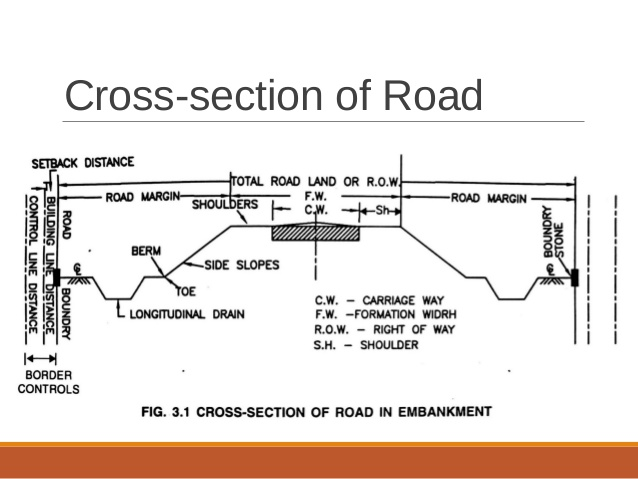 Cross-section of Road
SETBACK DISTANCE
TOTAL ROAD LAND OR R.O.W.
ROAD MARGIN
F.W.
ROAD MARGIN
SHOULDERS
C.W.
Sh
CONTROL LINE DISTANCE
BUILDING LINE DISTANCE
ROAD BOUNDRY
BOUNDRY STONE
BERM
SIDE SLOPES
TOE
LONGITUDINAL DRAIN
C.W. – CARRIAGE WAY
F.W. –FORMATION WIDRH
R.O.W. – RIGHT OF WAY
S.H. – SHOULDER
BORDER
CONTROLS
FIG. 3.1 CROSS-SECTION OF ROAD IN EMBANKMENT